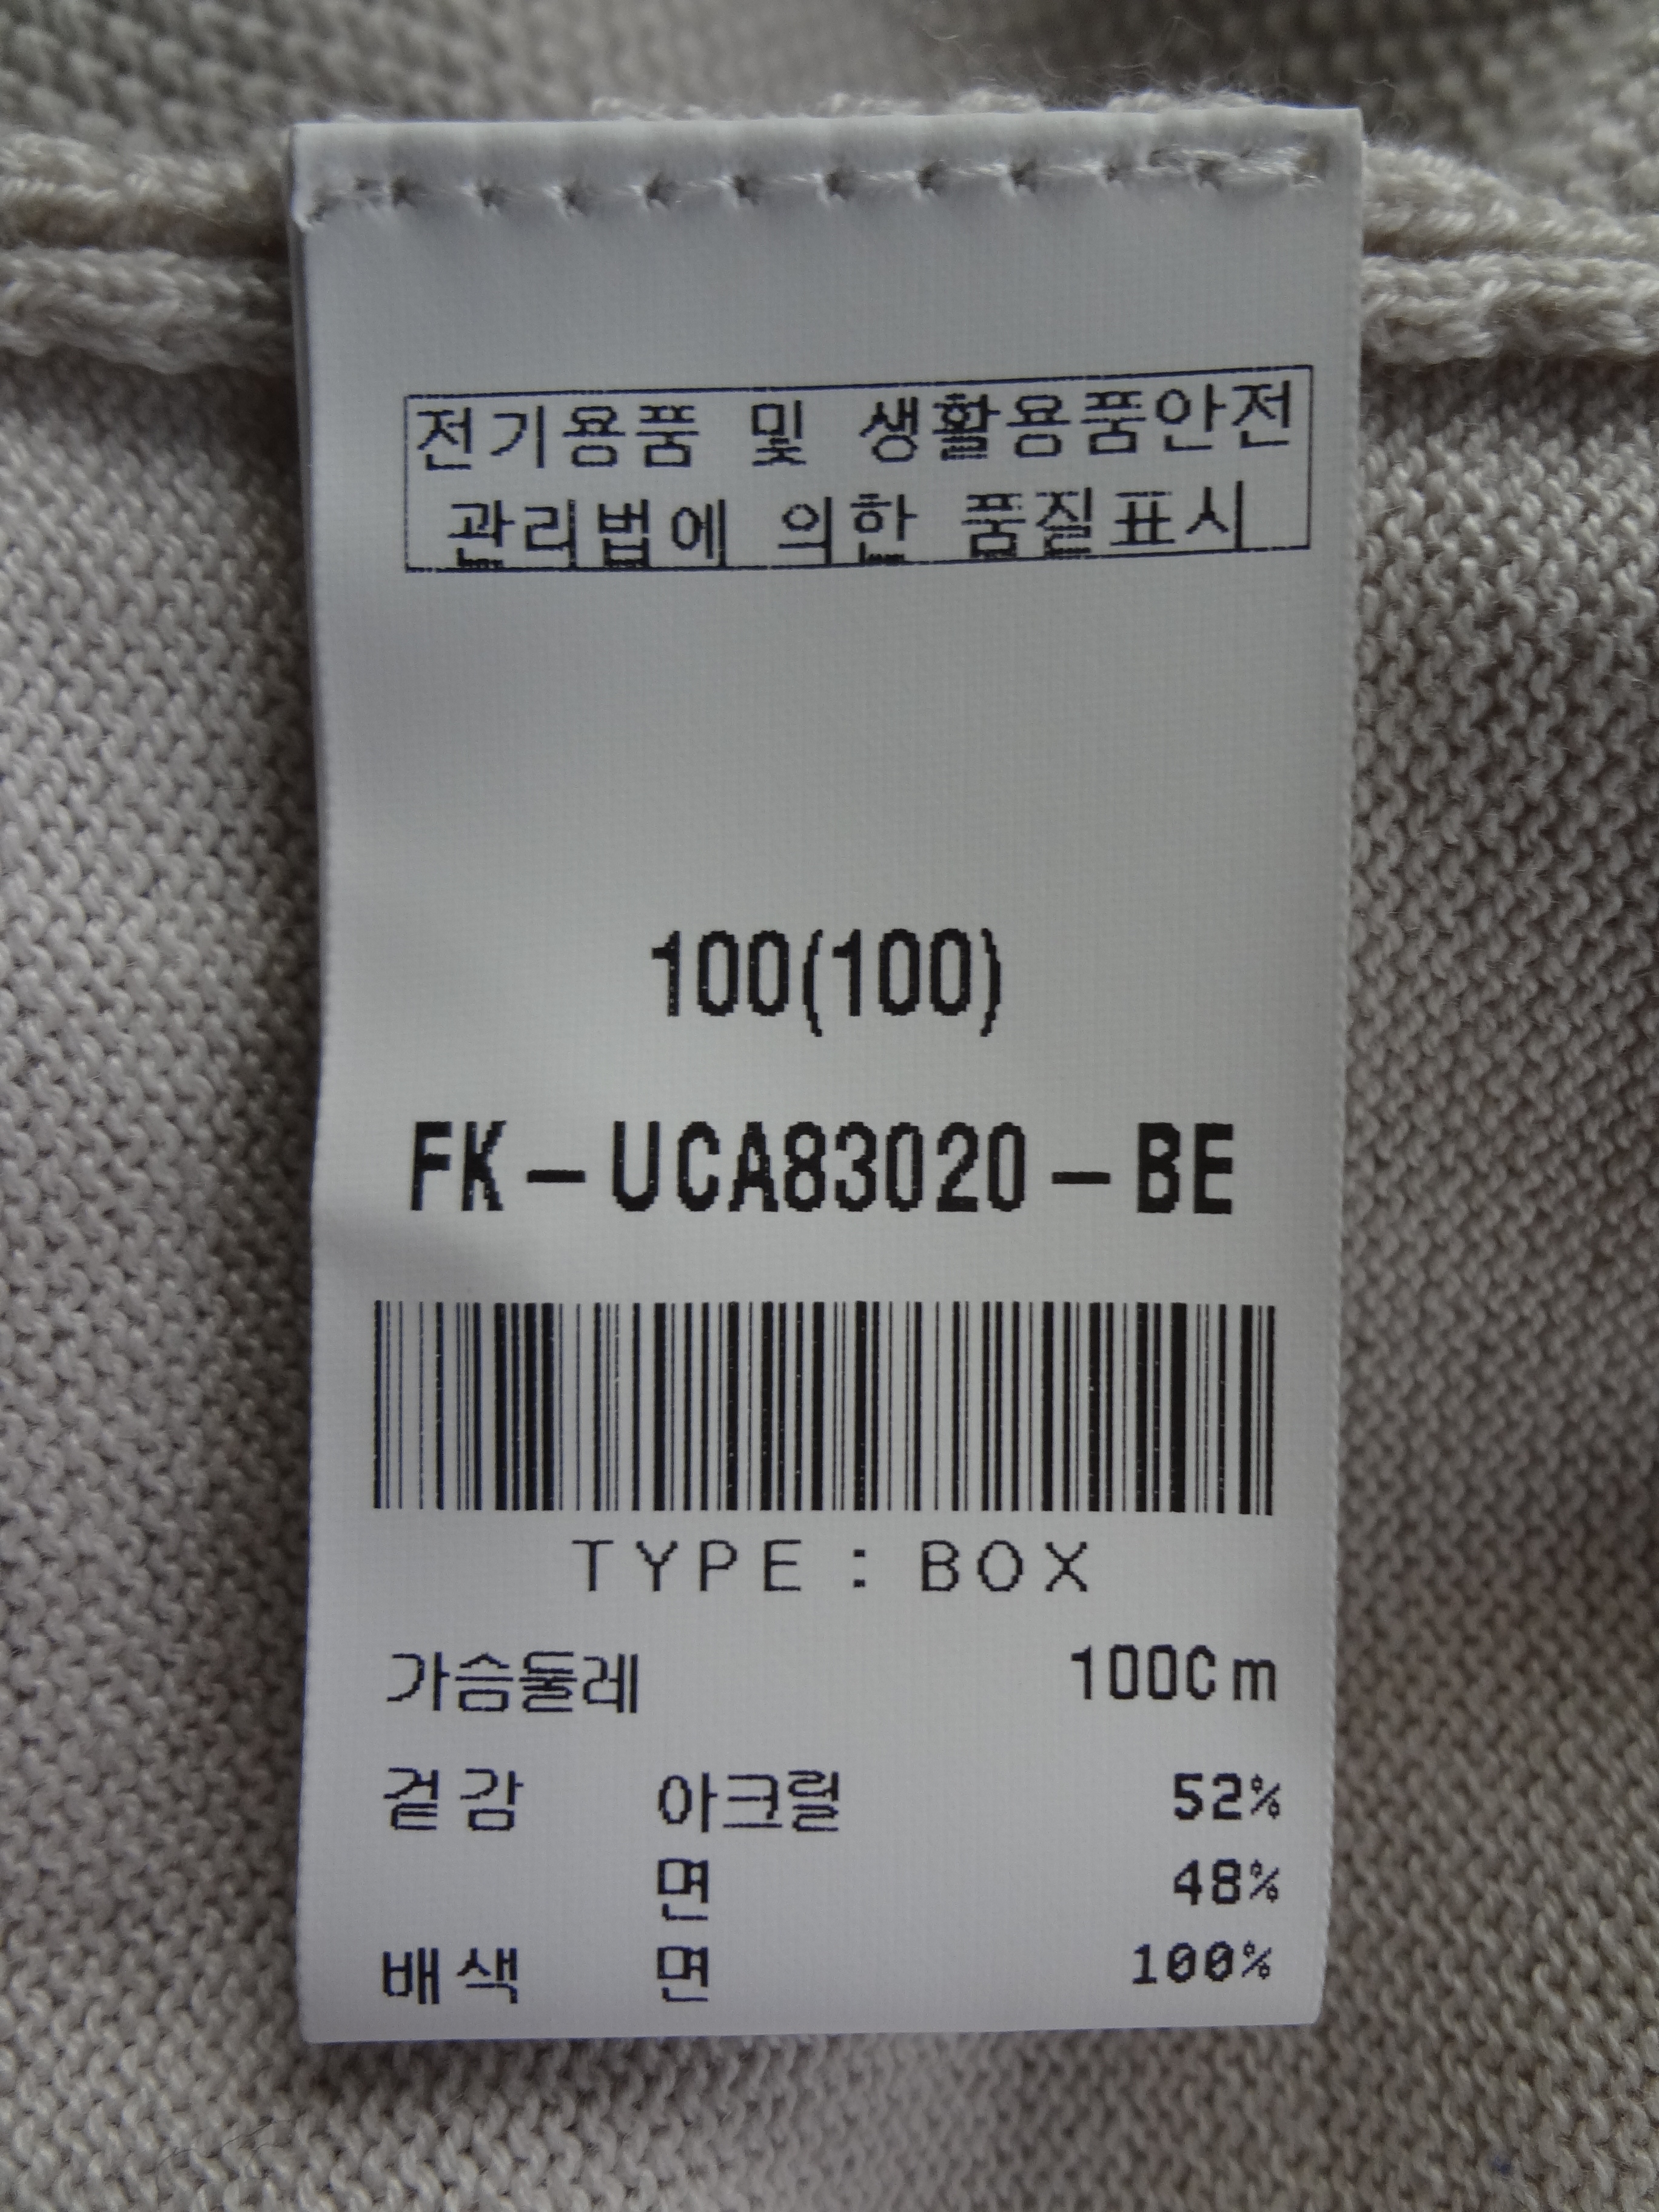 전기용품 및 생활용품안전
관리법에 의한 품질표시
100(100)
FK-UCA83020-BE
TYPE : BOX
가슴둘레 100Cm
겉감 아크릴 52%
면 48%
배색 면 100%